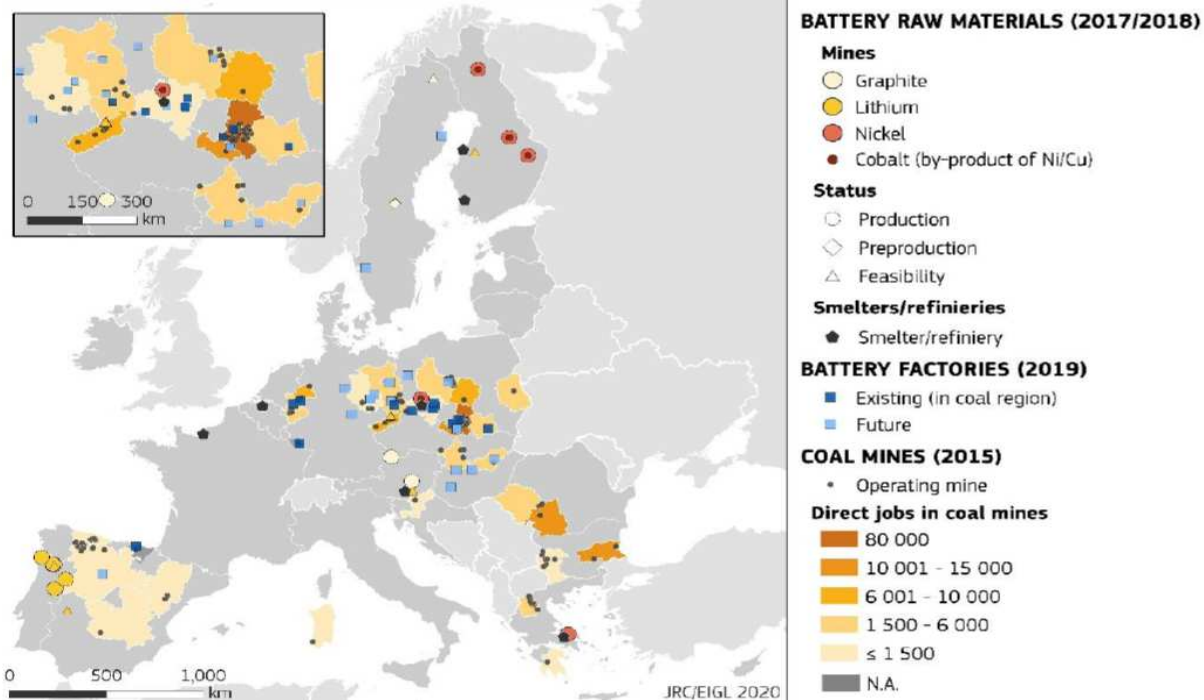 BATTERY RAW MATERIALS (2017/2018)
Mines
Graphite
Lithium
Nickel
Cobalt (by-product of Ni/Cu)
Status
Production
Preproduction
Feasibility
Smelters/refinieries
Smelter/refiniery
BATTERY FACTORIES (2019)
Existing (in coal region)
Future
COAL MINES (2015)
Operating mine
Direct jobs in coal mines
80 000
10 001 - 15 000
6 001 - 10 000
1 500 - 6 000
≤ 1 500
N.A.
0 150 300
km
0 500 1,000
km
JRC/EIGL 2020